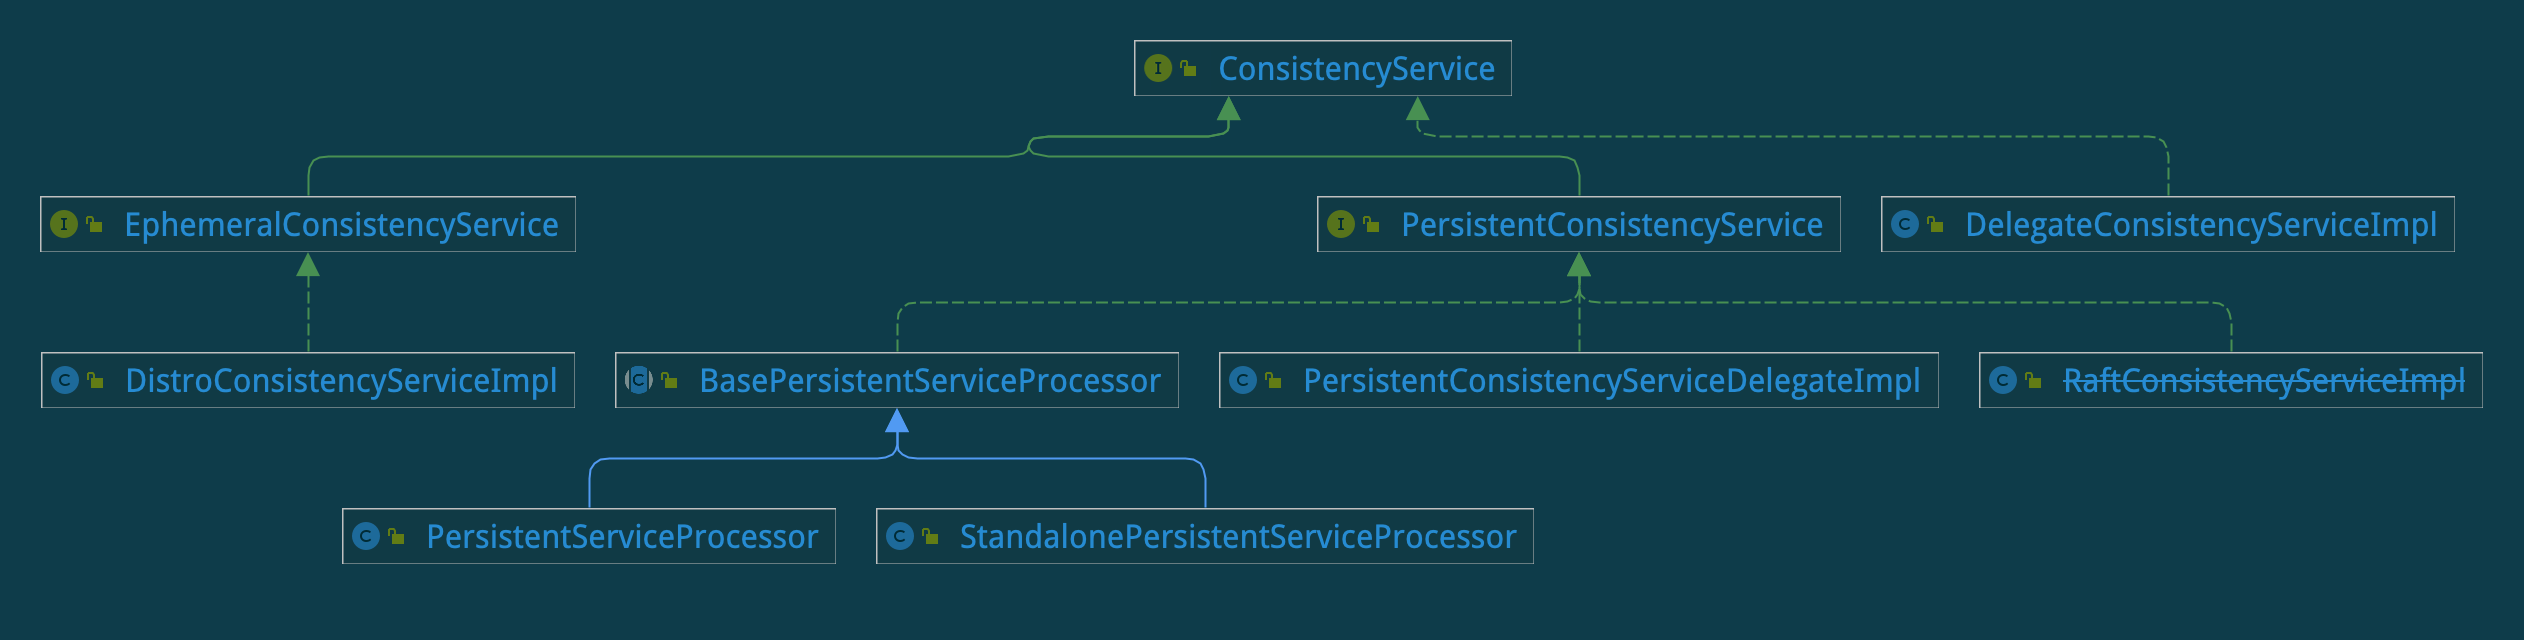 ConsistencyService
EphemeralConsistencyService
PersistentConsistencyService
DelegateConsistencyServiceImpl
DistroConsistencyServiceImpl
BasePersistentServiceProcessor
PersistentConsistencyServiceDelegateImpl
RaftConsistencyServiceImpl
PersistentServiceProcessor
StandalonePersistentServiceProcessor